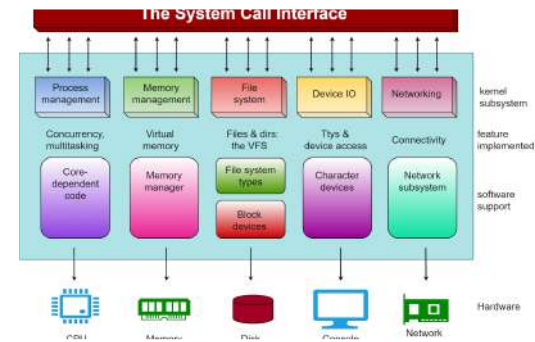 The System Call Interface
Process
management
Memory
management
File
system
Device IO
Networking
kernel
subsystem
Concurrency,
multitasking
Virtual
memory
Files & dirs:
the VFS
Ttys &
device access
Connectivity
feature
implemented
Core-
dependent
code
Memory
manager
File system
types
Block
devices
Character
devices
Network
subsystem
software
support
Hardware
CPU
Memory
Disk
Console
Network